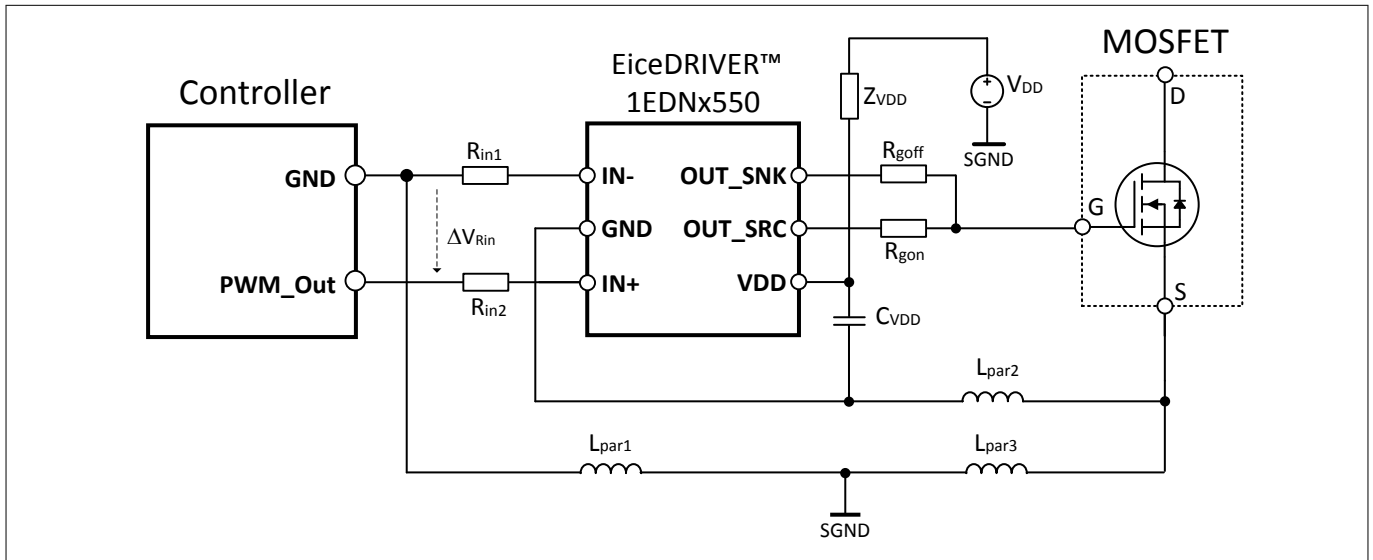 MOSFET
EiceDRIVER™
1EDNx550
Controller
D
VDD
ZVDD
SGND
Rin1
Rgoff
GND
IN-
OUT_SNK
G
GND
OUT_SRC
ΔVRin
Rgon
PWM_Out
IN+
VDD
Rin2
S
CVDD
Lpar2
Lpar1
Lpar3
SGND